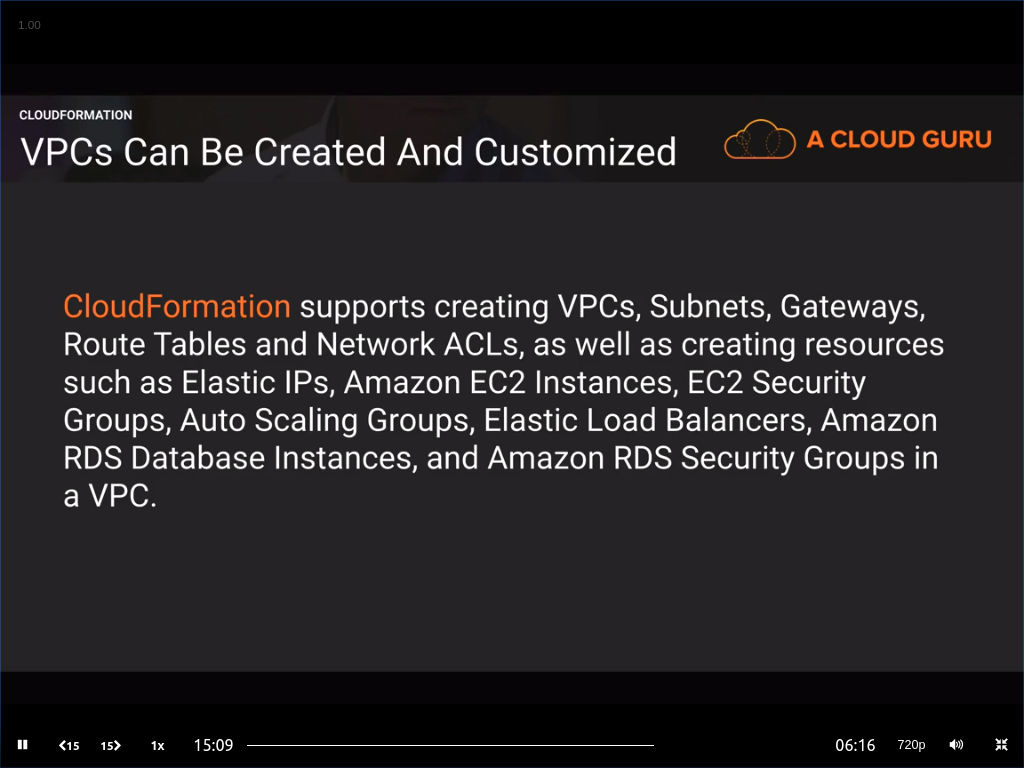 1.00
CLOUDFORMATION
VPCs Can Be Created And Customized
A CLOUD GURU
CloudFormation supports creating VPCs, Subnets, Gateways,
Route Tables and Network ACLs, as well as creating resources
such as Elastic IPs, Amazon EC2 Instances, EC2 Security
Groups, Auto Scaling Groups, Elastic Load Balancers, Amazon
RDS Database Instances, and Amazon RDS Security Groups in
a VPC.
15 15 1x 15:09 06:16 720p